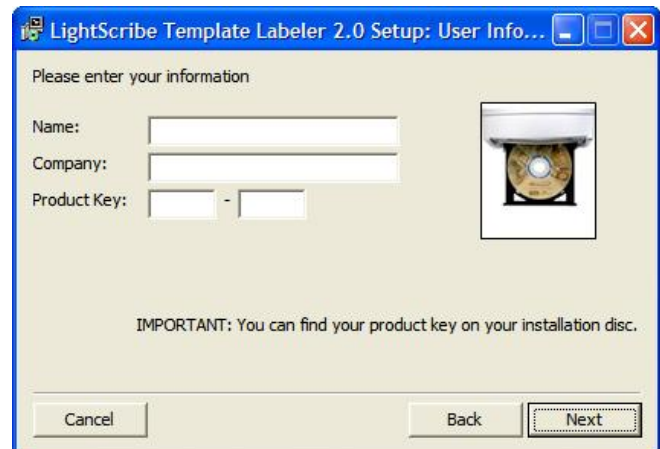 LightScribe Template Labeler 2.0 Setup: User Info...
Please enter your information
Name:
Company:
Product Key: -
IMPORTANT: You can find your product key on your installation disc.
Cancel Back Next